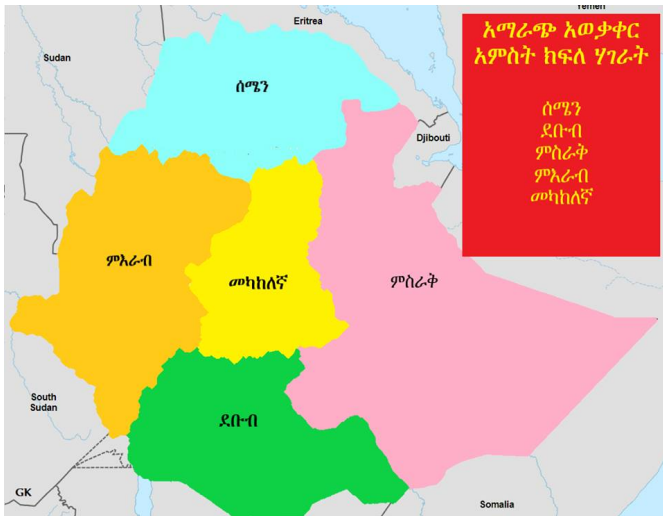 Yemen
Eritrea
Sudan
አማራጭ አወቃቀር
አምስት ክፍለ ሃገራት
ሰሜን
ደቡብ
ምስራቅ
ምእራብ
መካከለኛ
ሰሜን
Djibouti
ምእራብ
መካከለኛ
ምስራቅ
South
Sudan
ደቡብ
GK
Somalia